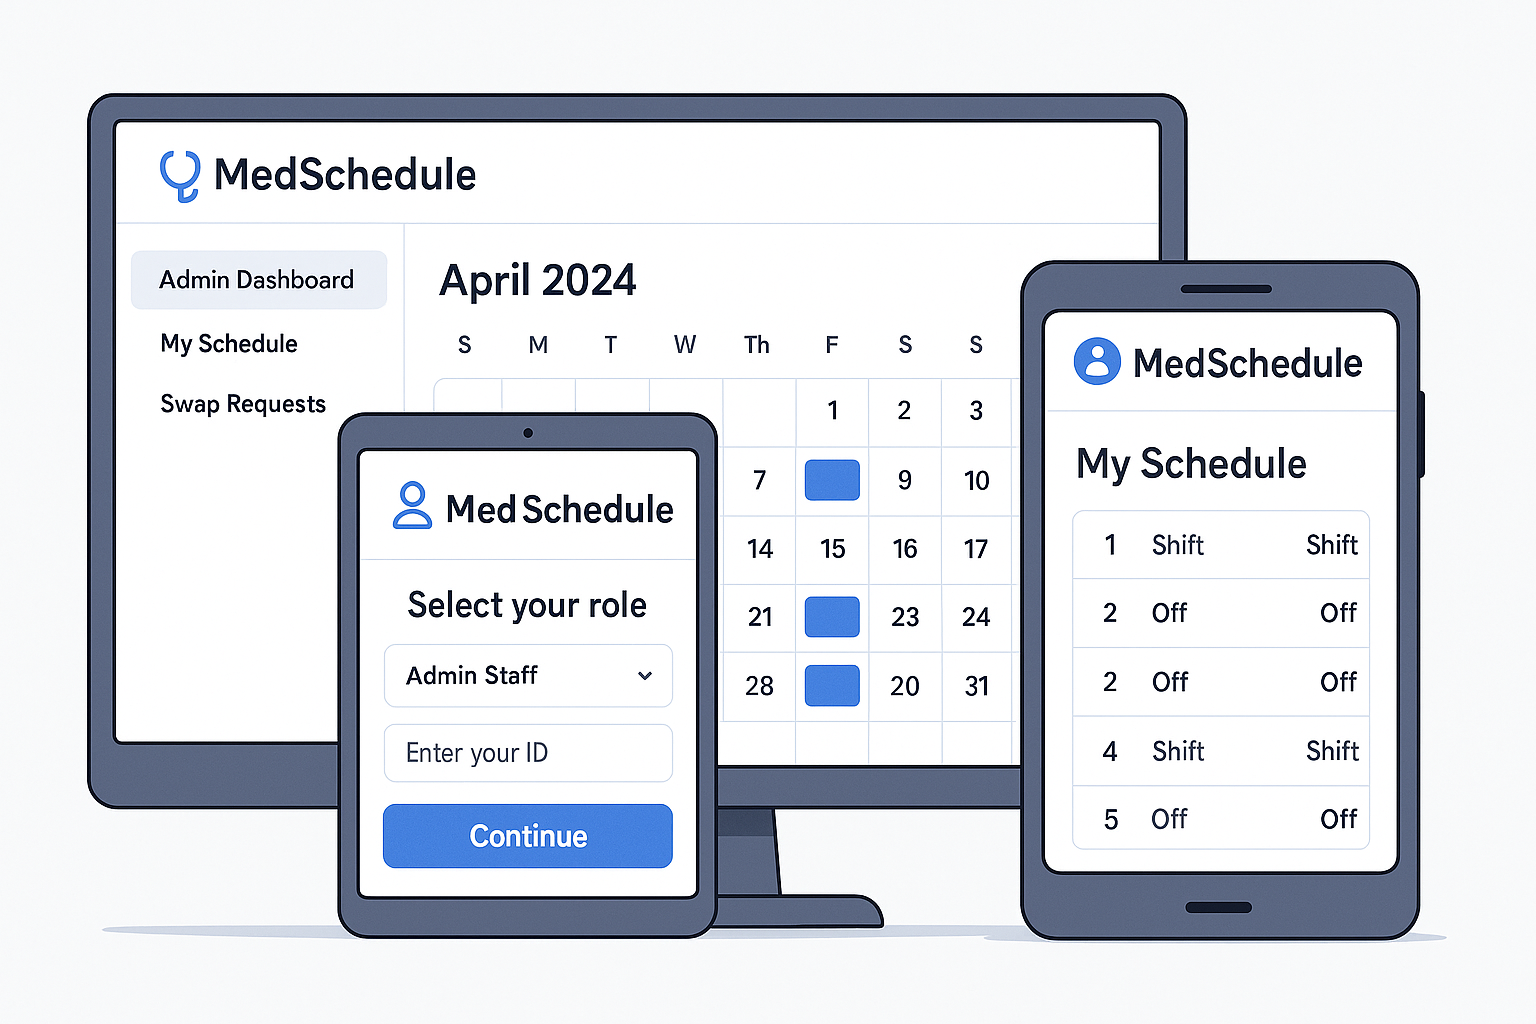 MedSchedule
Admin Dashboard
My Schedule
Swap Requests
April 2024
S M T W Th F S S
1 2 3
7 9 10
14 15 16 17
21 23 24
28 20 31
Med Schedule
Select your role
Admin Staff
Enter your ID
Continue
MedSchedule
My Schedule
1 Shift Shift
2 Off Off
2 Off Off
4 Shift Shift
5 Off Off